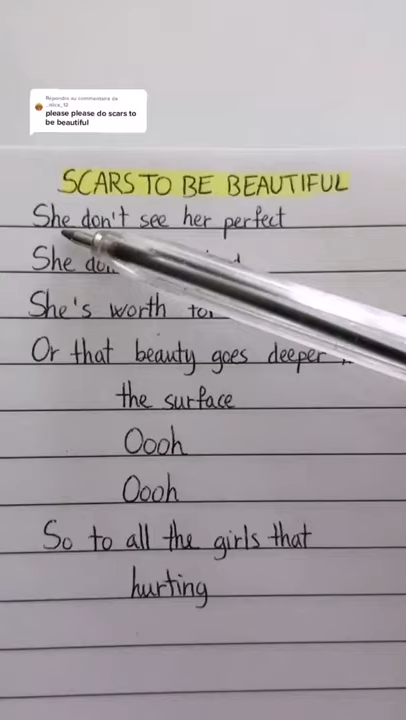 Répondre au commentaire de
please please do scars to
be beautiful
SCARS TO BE BEAUTIFUL
She don't see her perfect
She
She's worth
Or that beauty goes deeper
the surface
Oooh
Oooh
So to all the girls that
hurting